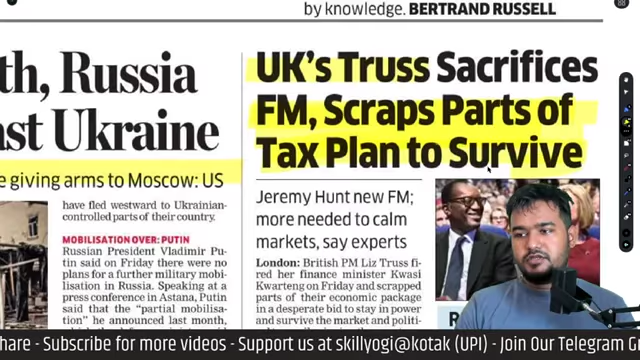 by knowledge. BERTRAND RUSSELL
th, Russia
ast Ukraine
e giving arms to Moscow: US
have fled westward to Ukrainian-
controlled parts of their country.
MOBILISATION OVER: PUTIN
Russian President Vladimir Pu-
tin said on Friday there were no
plans for a further military mobi-
lisation in Russia. Speaking at a
press conference in Astana, Putin
said that the "partial mobilisa-
tion" he announced last month,
UK's Truss Sacrifices
FM, Scraps Parts of
Tax Plan to Survive
Jeremy Hunt new FM;
more needed to calm
markets, say experts
London: British PM Liz Truss fi-
red her finance minister Kwasi
Kwarteng on Friday and scrapped
parts of their economic package
in a desperate bid to stay in power
and survive the market and politi-
hare - Subscribe for more videos - Support us at skillyogi@kotak (UPI) - Join Our Telegram G